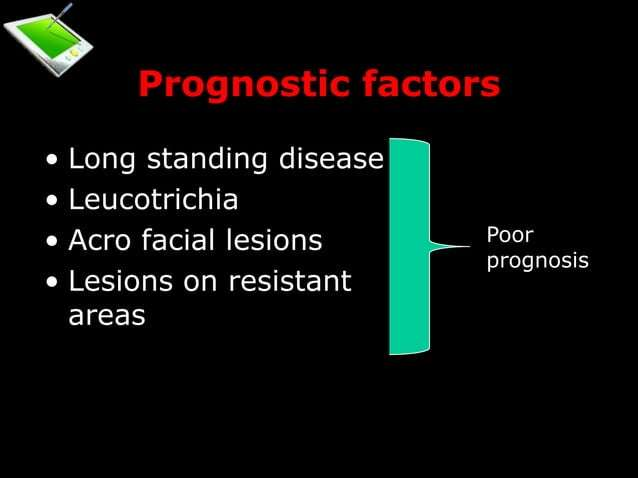 Prognostic factors
• Long standing disease
• Leucotrichia
• Acro facial lesions
• Lesions on resistant
areas
Poor
prognosis